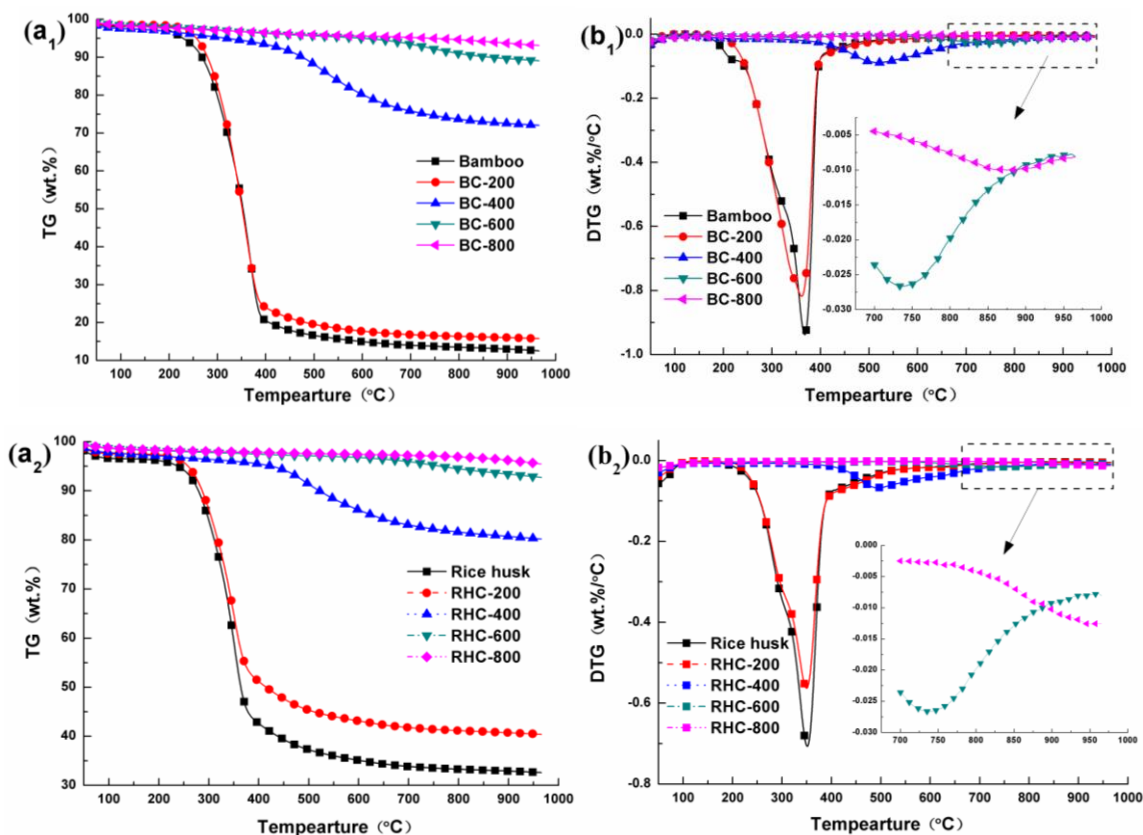 (a1)
TG (wt.%)
100
90
80
70
60
50
40
30
20
10
Bamboo
BC-200
BC-400
BC-600
BC-800
100 200 300 400 500 600 700 800 900 1000
Tempearture (°C)
(b1)
DTG (wt.%/°C)
0.0
-0.2
-0.4
-0.6
-0.8
-1.0
Bamboo
BC-200
BC-400
BC-600
BC-800
-0.005
-0.010
-0.015
-0.020
-0.025
-0.030
700 750 800 850 900 950 1000
100 200 300 400 500 600 700 800 900 1000
Tempearture (°C)
(a2)
TG (wt.%)
100
90
80
70
60
50
40
30
Rice husk
RHC-200
RHC-400
RHC-600
RHC-800
100 200 300 400 500 600 700 800 900 1000
Tempearture (°C)
(b2)
DTG (wt.%/°C)
0.0
-0.2
-0.4
-0.6
-0.8
Rice husk
RHC-200
RHC-400
RHC-600
RHC-800
0.000
-0.005
-0.010
-0.015
-0.020
-0.025
-0.030
700 750 800 850 900 950 1000
100 200 300 400 500 600 700 800 900 1000
Tempearture (°C)